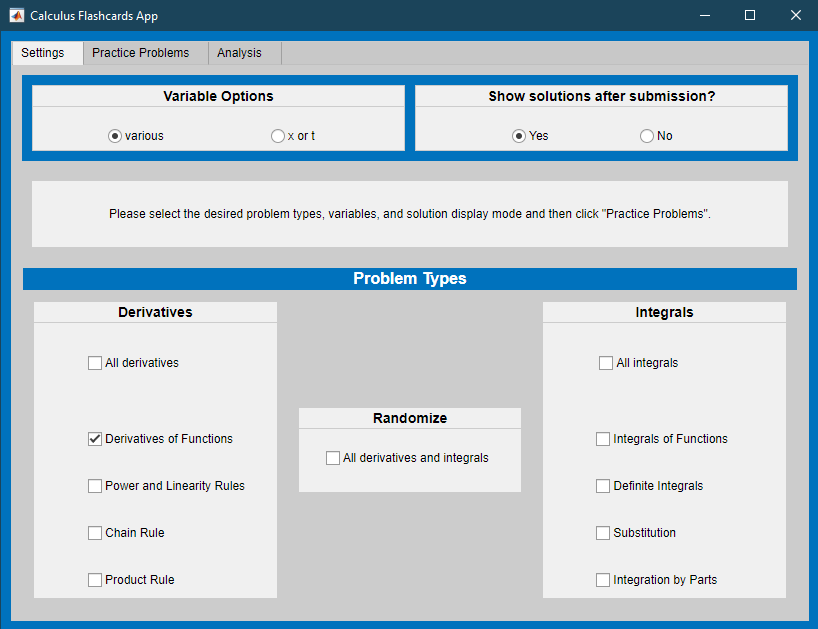 Calculus Flashcards App
Settings Practice Problems Analysis
Variable Options
various x or t
Show solutions after submission?
Yes No
Please select the desired problem types, variables, and solution display mode and then click "Practice Problems".
Problem Types
Derivatives
All derivatives
Derivatives of Functions
Power and Linearity Rules
Chain Rule
Product Rule
Randomize
All derivatives and integrals
Integrals
All integrals
Integrals of Functions
Definite Integrals
Substitution
Integration by Parts